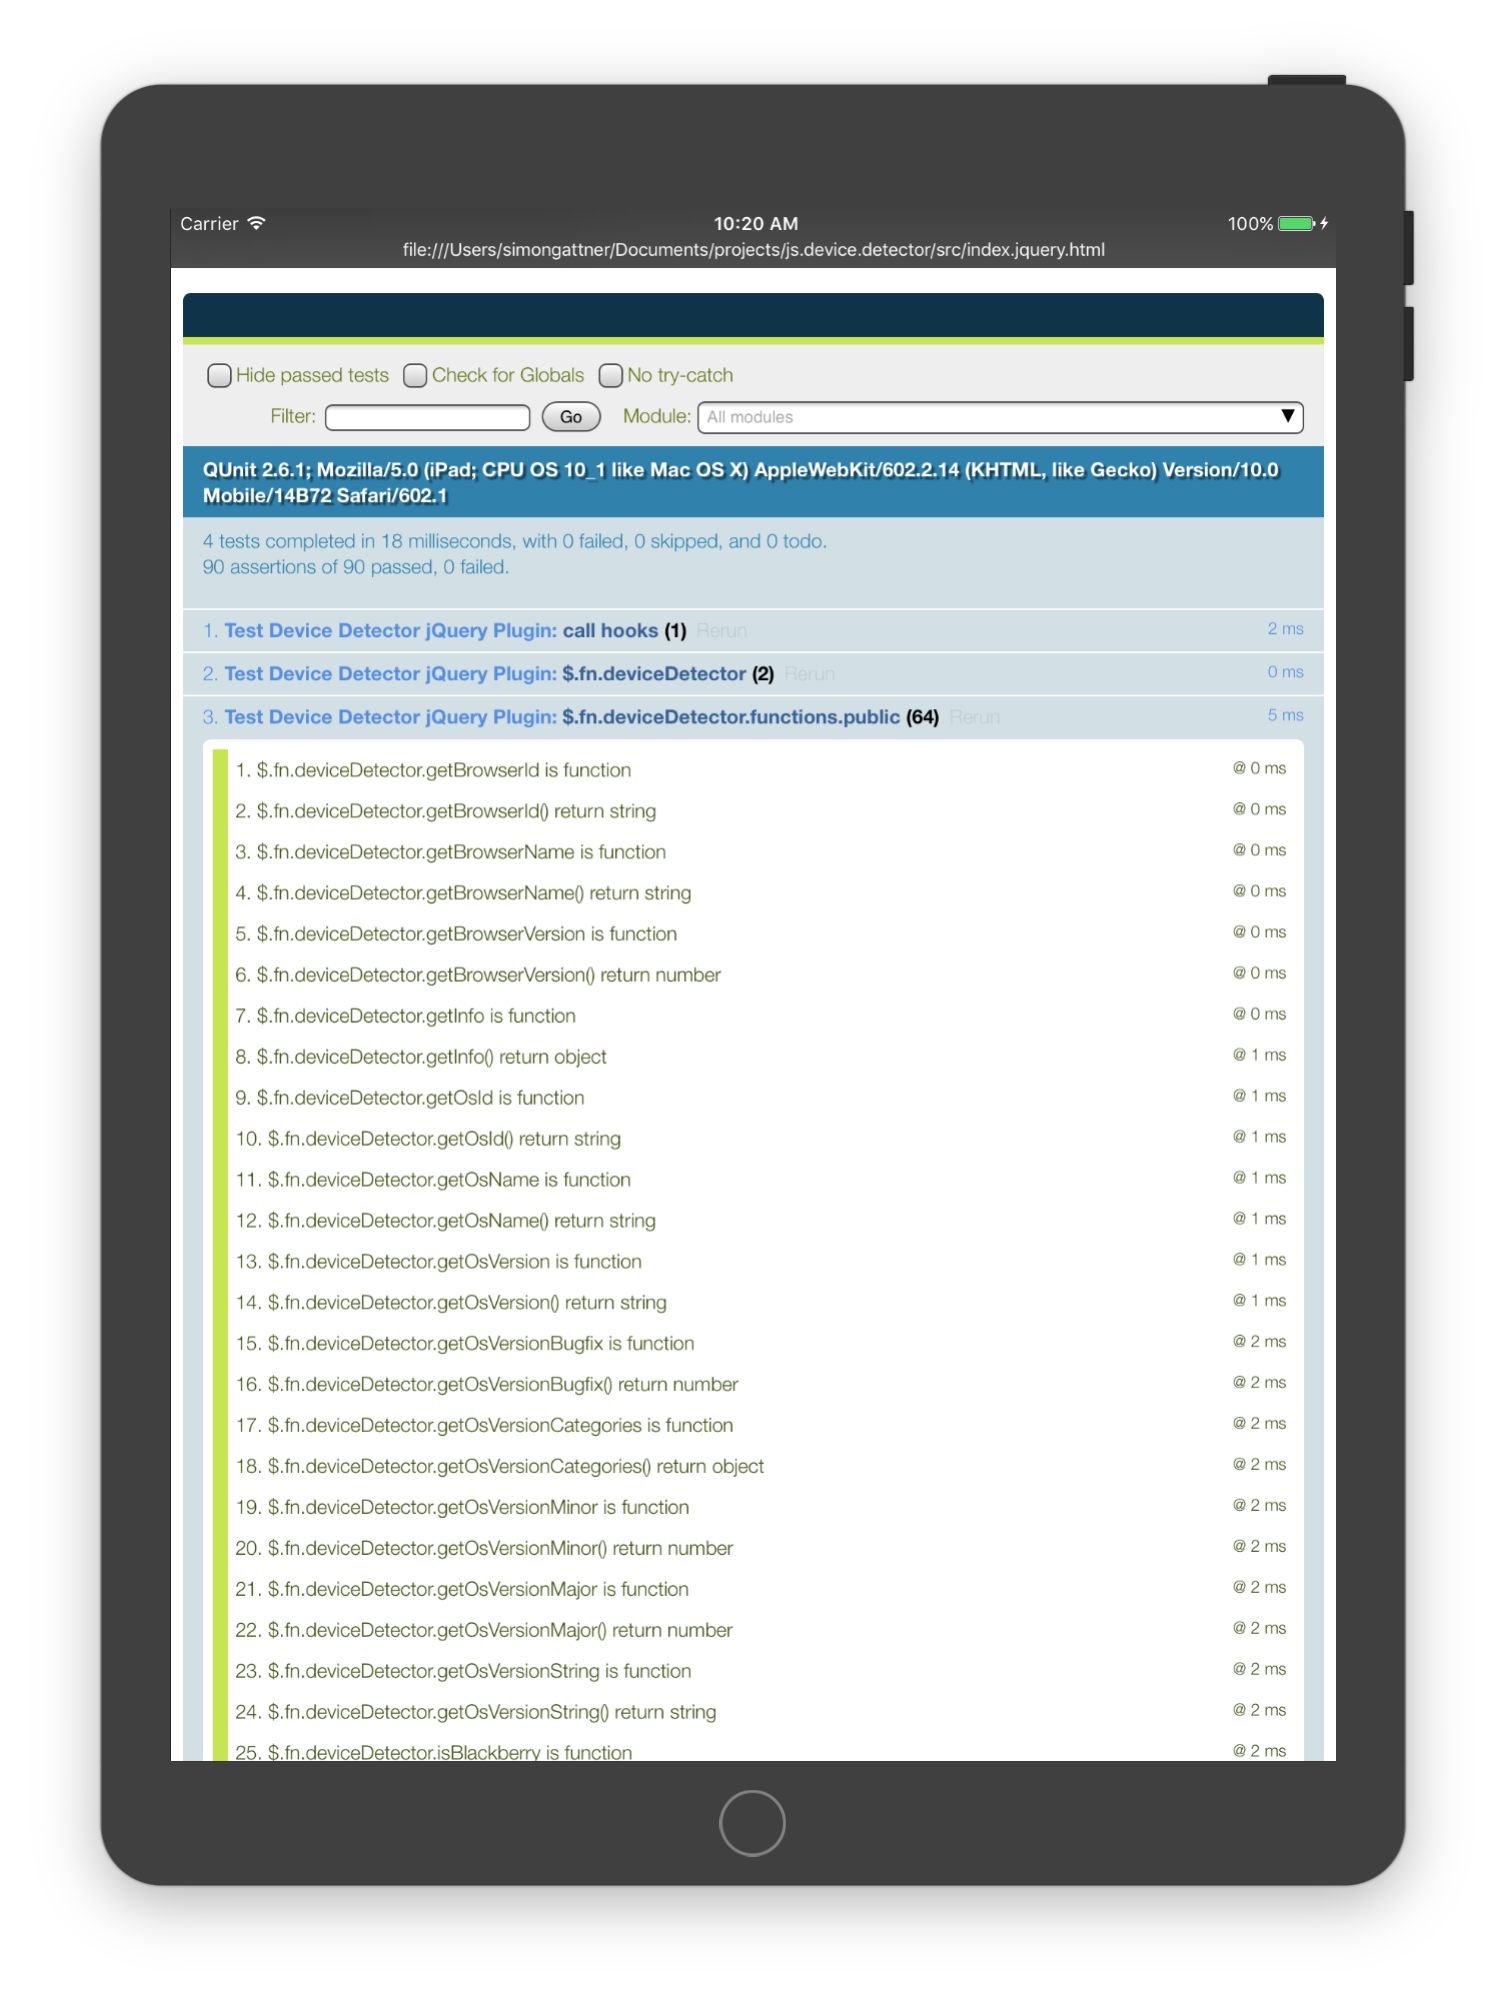 Carrier
10:20 AM
100%
file:///Users/simongattner/Documents/projects/js.device.detector/src/index.jquery.html
Hide passed tests Check for Globals No try-catch
Filter: Go Module: All modules
QUnit 2.6.1; Mozilla/5.0 (iPad; CPU OS 10_1 like Mac OS X) AppleWebKit/602.2.14 (KHTML, like Gecko) Version/10.0
Mobile/14B72 Safari/602.1
4 tests completed in 18 milliseconds, with 0 failed, 0 skipped, and 0 todo.
90 assertions of 90 passed, 0 failed.
1. Test Device Detector jQuery Plugin: call hooks (1) Rerun 2 ms
2. Test Device Detector jQuery Plugin: $.fn.deviceDetector (2) Rerun 0 ms
3. Test Device Detector jQuery Plugin: $.fn.deviceDetector.functions.public (64) Rerun 5 ms
1. $.fn.deviceDetector.getBrowserId is function @ 0 ms
2. $.fn.deviceDetector.getBrowserId() return string @ 0 ms
3. $.fn.deviceDetector.getBrowserName is function @ 0 ms
4. $.fn.deviceDetector.getBrowserName() return string @ 0 ms
5. $.fn.deviceDetector.getBrowserVersion is function @ 0 ms
6. $.fn.deviceDetector.getBrowserVersion() return number @ 0 ms
7. $.fn.deviceDetector.getInfo is function @ 0 ms
8. $.fn.deviceDetector.getInfo() return object @ 1 ms
9. $.fn.deviceDetector.getOsId is function @ 1 ms
10. $.fn.deviceDetector.getOsId() return string @ 1 ms
11. $.fn.deviceDetector.getOsName is function @ 1 ms
12. $.fn.deviceDetector.getOsName() return string @ 1 ms
13. $.fn.deviceDetector.getOsVersion is function @ 1 ms
14. $.fn.deviceDetector.getOsVersion() return string @ 1 ms
15. $.fn.deviceDetector.getOsVersionBugfix is function @ 2 ms
16. $.fn.deviceDetector.getOsVersionBugfix() return number @ 2 ms
17. $.fn.deviceDetector.getOsVersionCategories is function @ 2 ms
18. $.fn.deviceDetector.getOsVersionCategories() return object @ 2 ms
19. $.fn.deviceDetector.getOsVersionMinor is function @ 2 ms
20. $.fn.deviceDetector.getOsVersionMinor() return number @ 2 ms
21. $.fn.deviceDetector.getOsVersionMajor is function @ 2 ms
22. $.fn.deviceDetector.getOsVersionMajor() return number @ 2 ms
23. $.fn.deviceDetector.getOsVersionString is function @ 2 ms
24. $.fn.deviceDetector.getOsVersionString() return string @ 2 ms
25. $.fn.deviceDetector.isBlackberry is function @ 2 ms